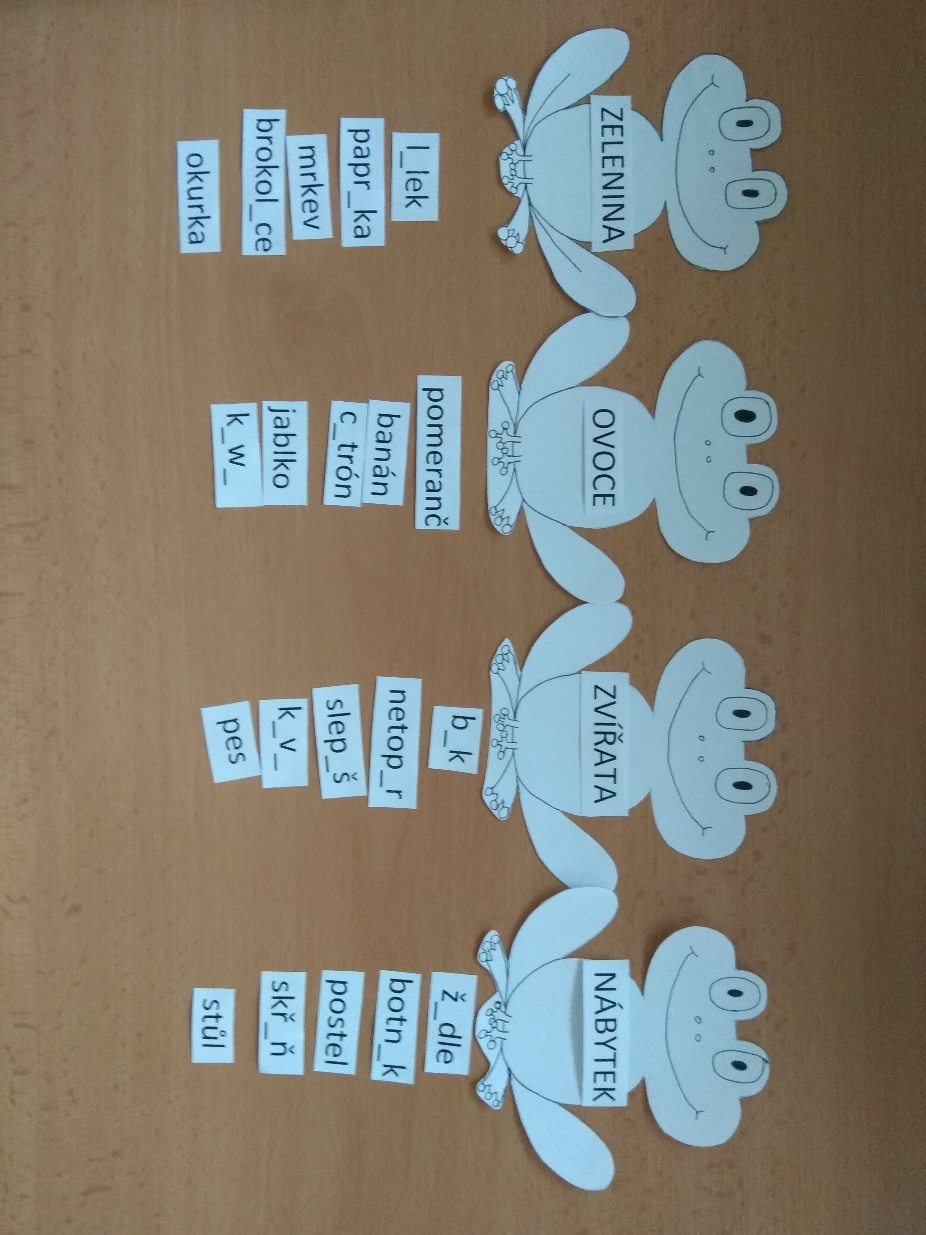 ZELENINA
l_lek
papr_ka
mrkev
brokol_ce
okurka
OVOCE
pomeranč
banán
c_trón
jablko
k_w_
ZVÍŘATA
b_k
netop_r
slep_š
k_v_
pes
NÁBYTEK
ž_dle
botn_k
postel
skř_ň
stůl